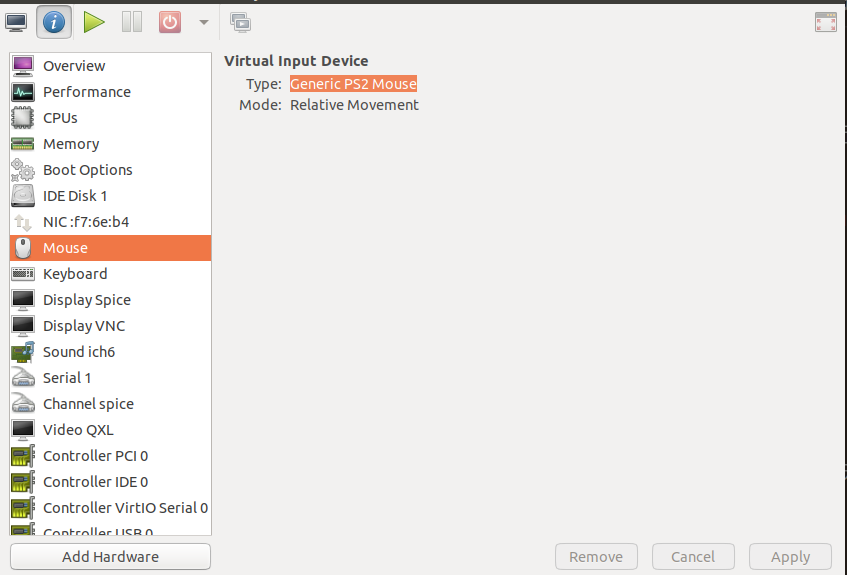 Overview
Performance
CPUs
Memory
Boot Options
IDE Disk 1
NIC :f7:6e:b4
Mouse
Keyboard
Display Spice
Display VNC
Sound ich6
Serial 1
Channel spice
Video QXL
Controller PCI 0
Controller IDE 0
Controller VirtIO Serial 0
Controller USB 0
Add Hardware
Virtual Input Device
Type: Generic PS2 Mouse
Mode: Relative Movement
Remove Cancel Apply